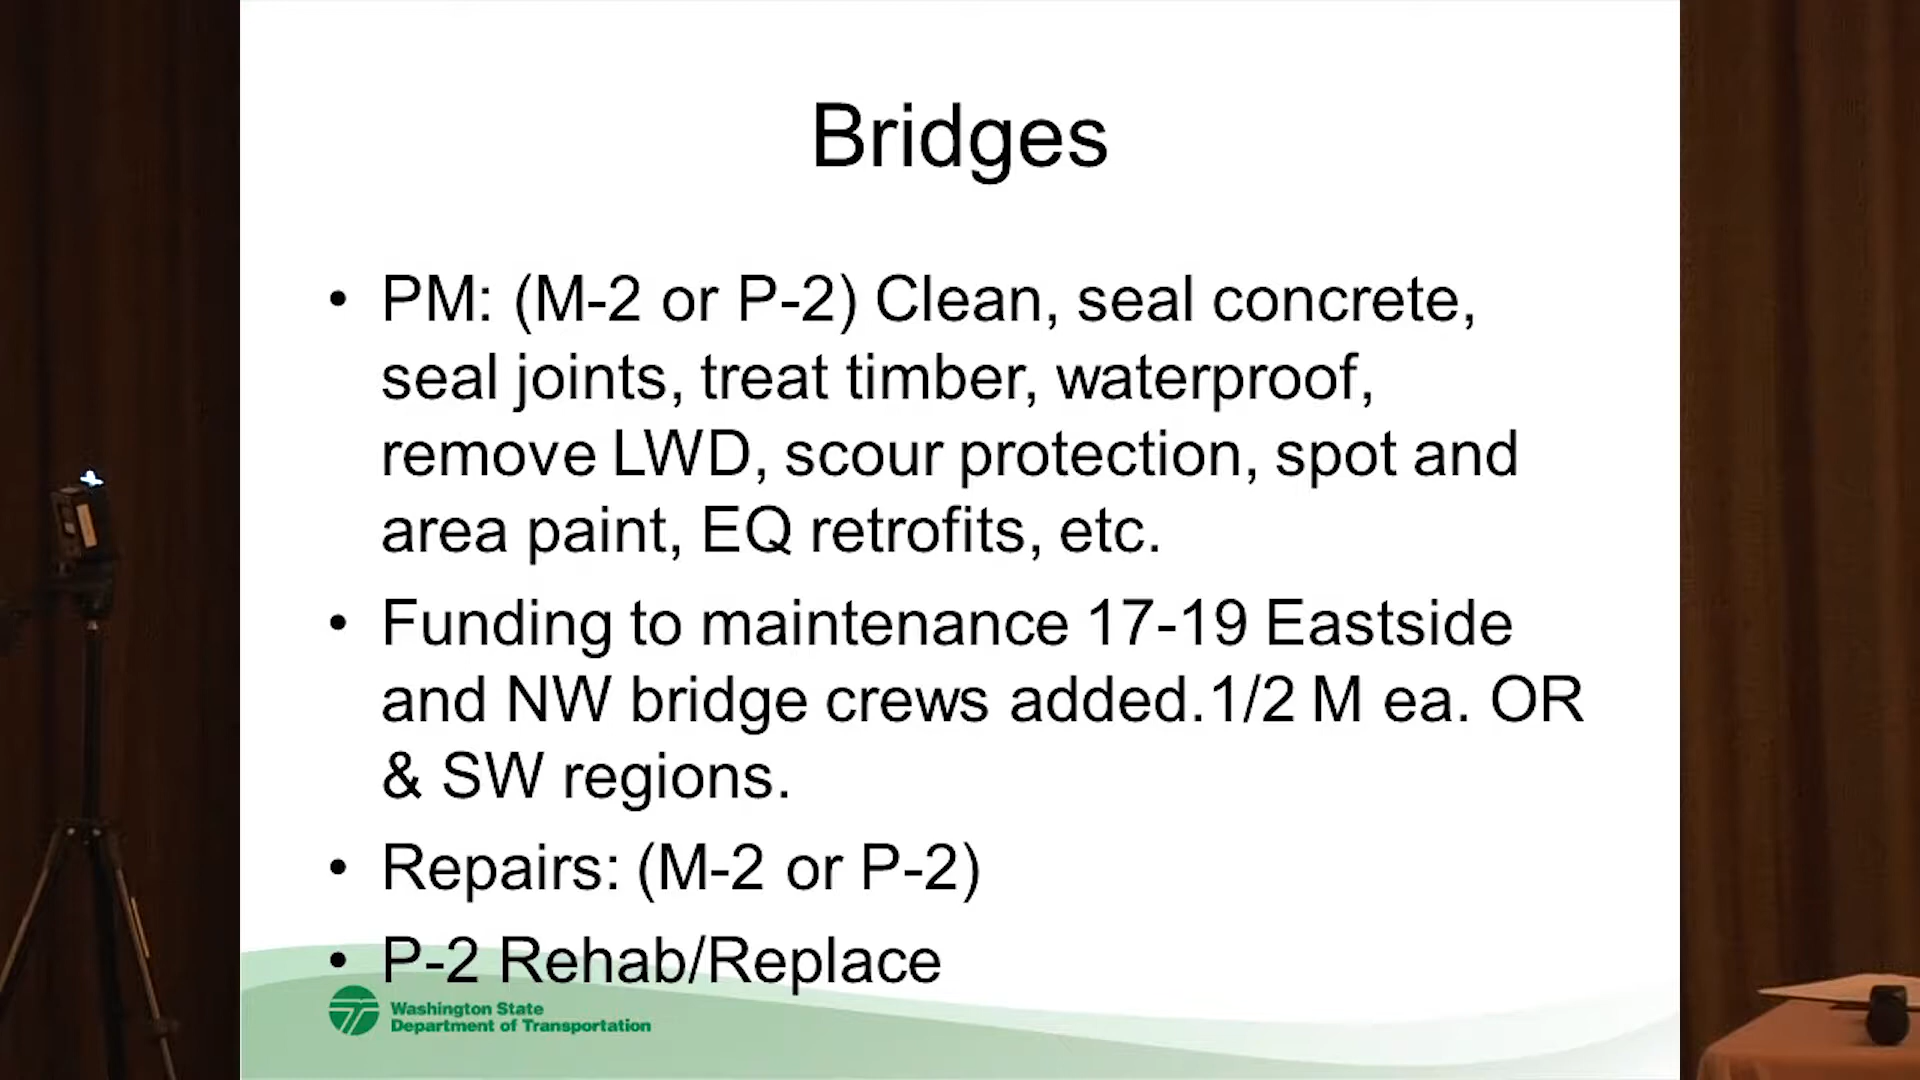 Bridges
• PM: (M-2 or P-2) Clean, seal concrete,
seal joints, treat timber, waterproof,
remove LWD, scour protection, spot and
area paint, EQ retrofits, etc.
• Funding to maintenance 17-19 Eastside
and NW bridge crews added.1/2 M ea. OR
& SW regions.
• Repairs: (M-2 or P-2)
• P-2 Rehab/Replace
Washington State
Department of Transportation